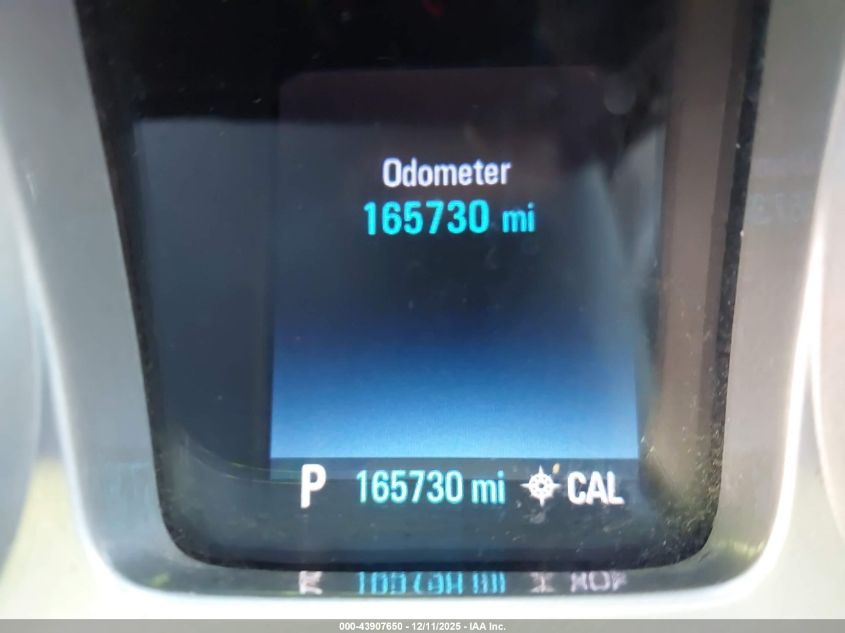 Odometer
165730 mi
P 165730 mi CAL
000-43907650 - 12/11/2025 - IAA Inc.